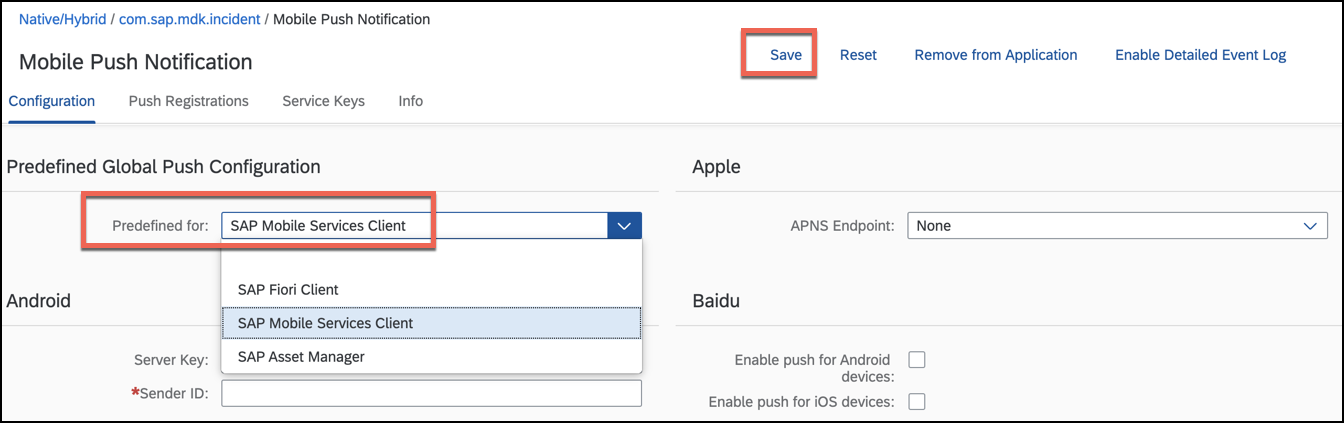 Native/Hybrid / com.sap.mdk.incident / Mobile Push Notification
Mobile Push Notification
Save Reset Remove from Application Enable Detailed Event Log
Configuration Push Registrations Service Keys Info
Predefined Global Push Configuration
Predefined for: SAP Mobile Services Client
SAP Fiori Client
SAP Mobile Services Client
SAP Asset Manager
Android
Server Key:
*Sender ID:
Apple
APNS Endpoint: None
Baidu
Enable push for Android
devices:
Enable push for iOS devices: